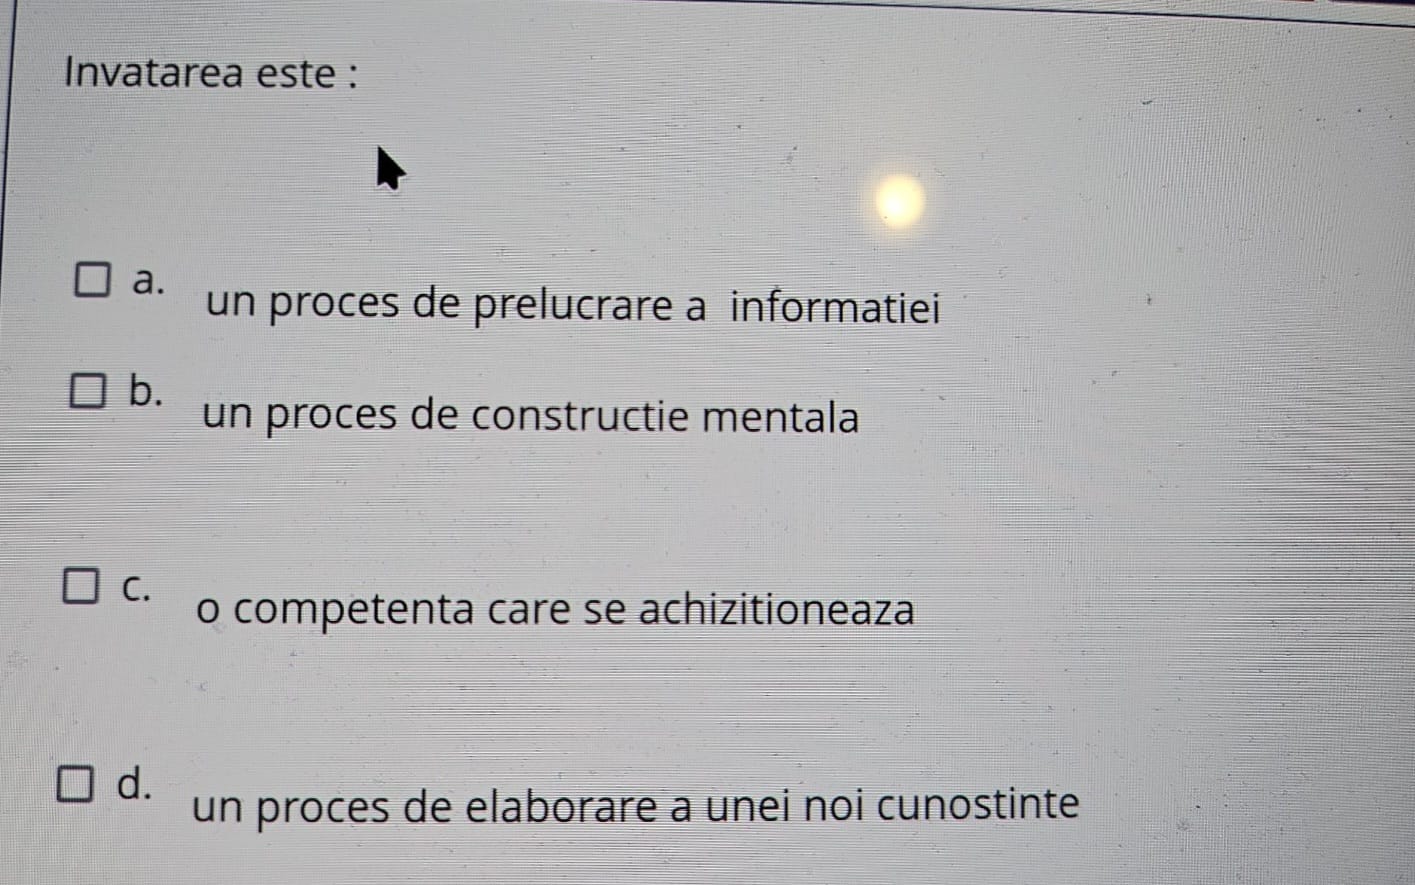 Invatarea este :
a. un proces de prelucrare a informatiei
b. un proces de constructie mentala
c. o competenta care se achizitioneaza
d. un proces de elaborare a unei noi cunostinte